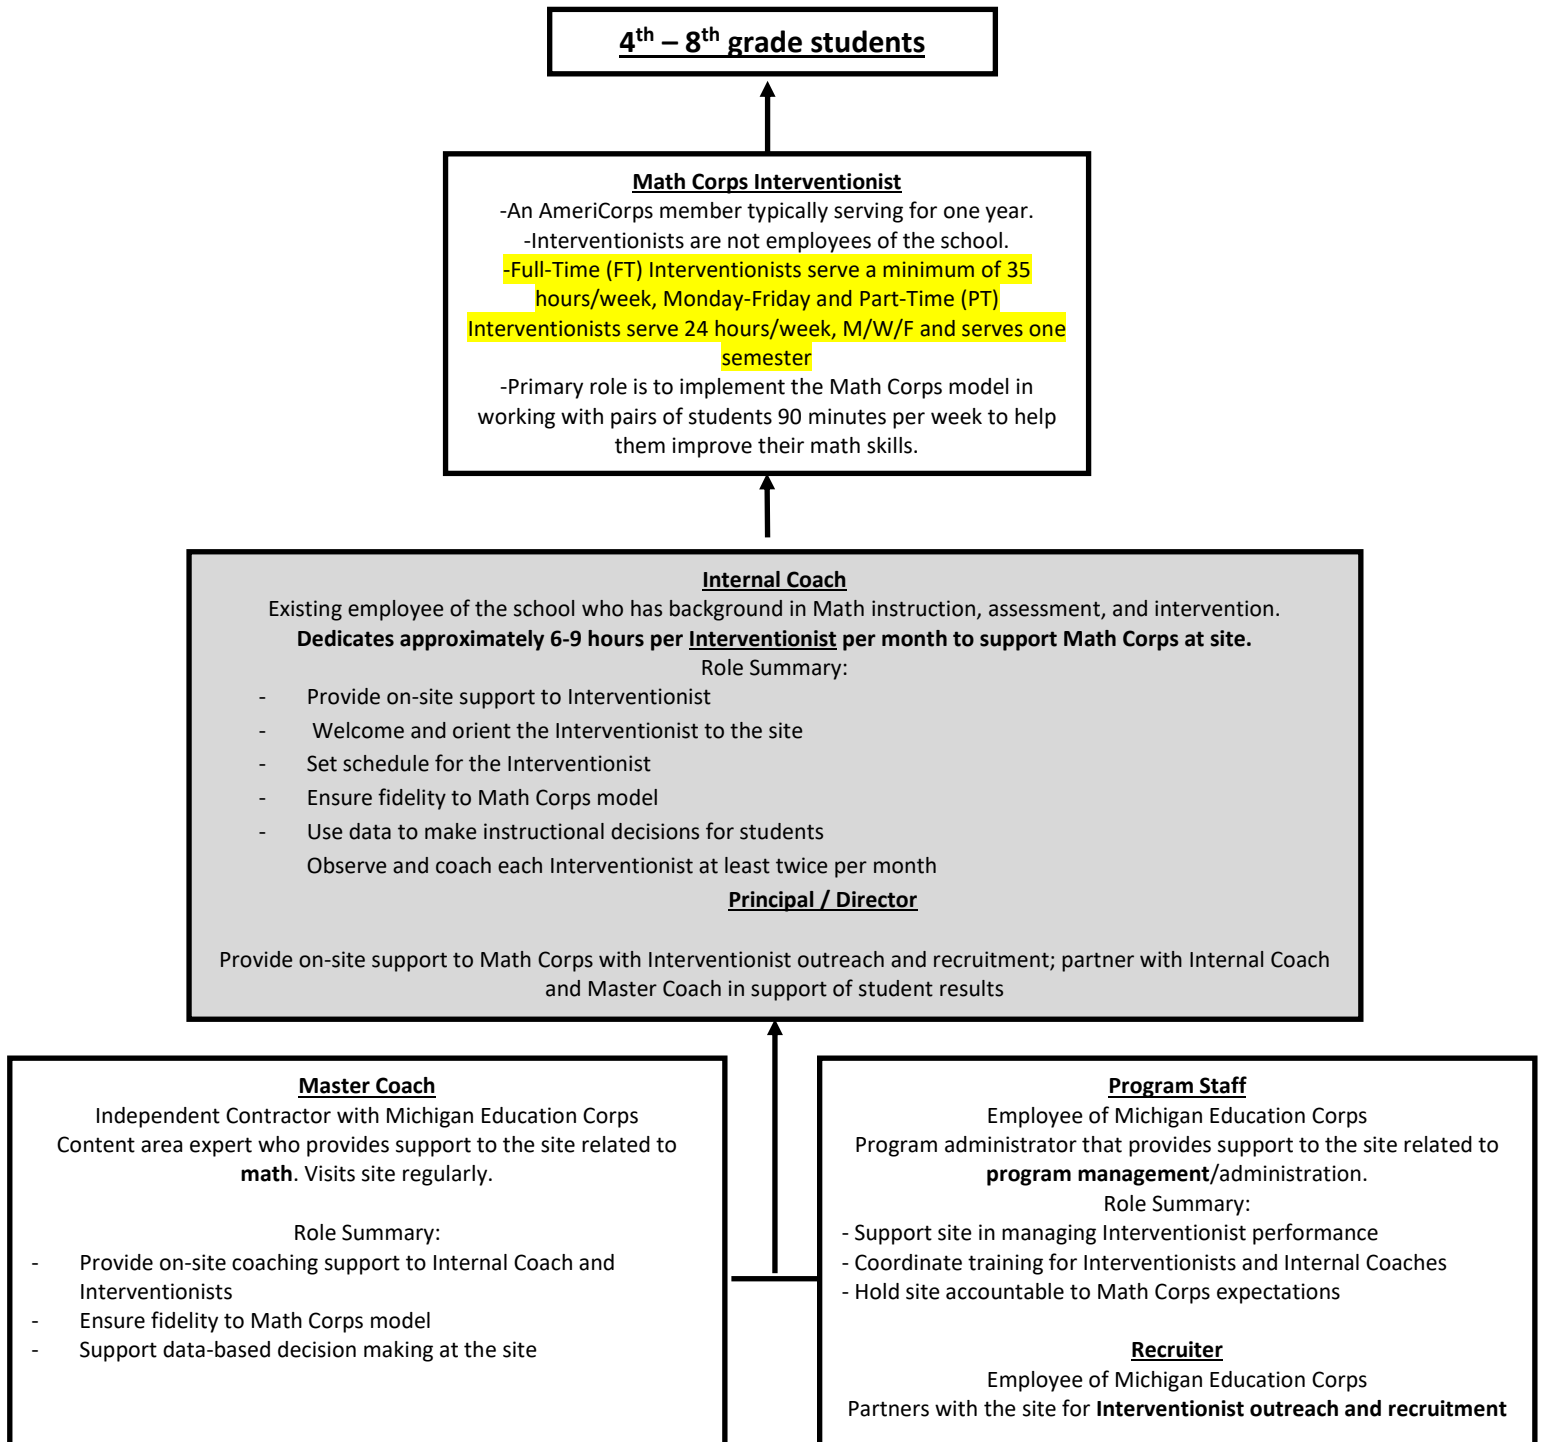 4th – 8th grade students
Math Corps Interventionist
-An AmeriCorps member typically serving for one year.
-Interventionists are not employees of the school.
-Full-Time (FT) Interventionists serve a minimum of 35
hours/week, Monday-Friday and Part-Time (PT)
Interventionists serve 24 hours/week, M/W/F and serves one
semester
-Primary role is to implement the Math Corps model in
working with pairs of students 90 minutes per week to help
them improve their math skills.
Internal Coach
Existing employee of the school who has background in Math instruction, assessment, and intervention.
Dedicates approximately 6-9 hours per Interventionist per month to support Math Corps at site.
Role Summary:
- Provide on-site support to Interventionist
- Welcome and orient the Interventionist to the site
- Set schedule for the Interventionist
- Ensure fidelity to Math Corps model
- Use data to make instructional decisions for students
Observe and coach each Interventionist at least twice per month
Principal / Director
Provide on-site support to Math Corps with Interventionist outreach and recruitment; partner with Internal Coach
and Master Coach in support of student results
Master Coach
Independent Contractor with Michigan Education Corps
Content area expert who provides support to the site related to
math. Visits site regularly.
Role Summary:
- Provide on-site coaching support to Internal Coach and
Interventionists
- Ensure fidelity to Math Corps model
- Support data-based decision making at the site
Program Staff
Employee of Michigan Education Corps
Program administrator that provides support to the site related to
program management/administration.
Role Summary:
- Support site in managing Interventionist performance
- Coordinate training for Interventionists and Internal Coaches
- Hold site accountable to Math Corps expectations
Recruiter
Employee of Michigan Education Corps
Partners with the site for Interventionist outreach and recruitment